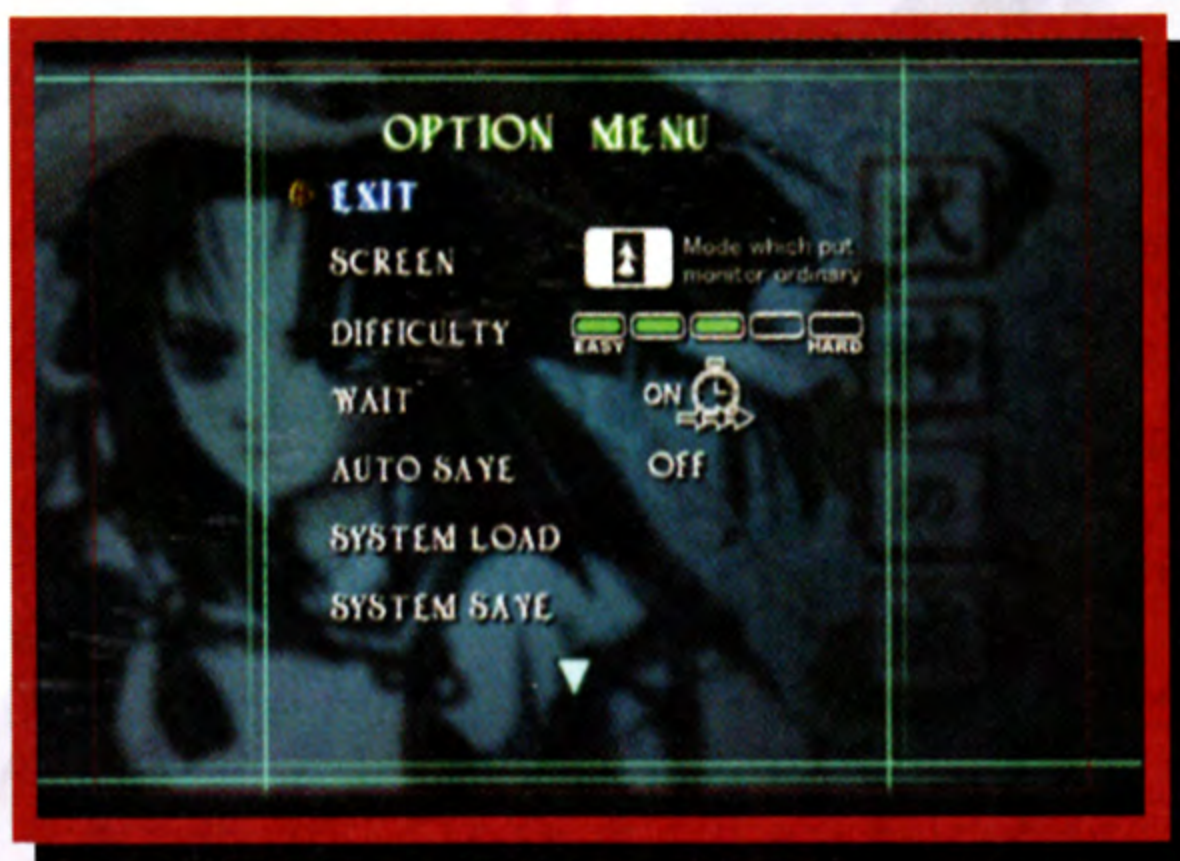 OPTION MENU
EXIT
SCREEN
Mode which put
monitor ordinary
DIFFICULTY
EASY
HARD
WAIT
ON
AUTO SAVE
OFF
SYSTEM LOAD
SYSTEM SAVE
火